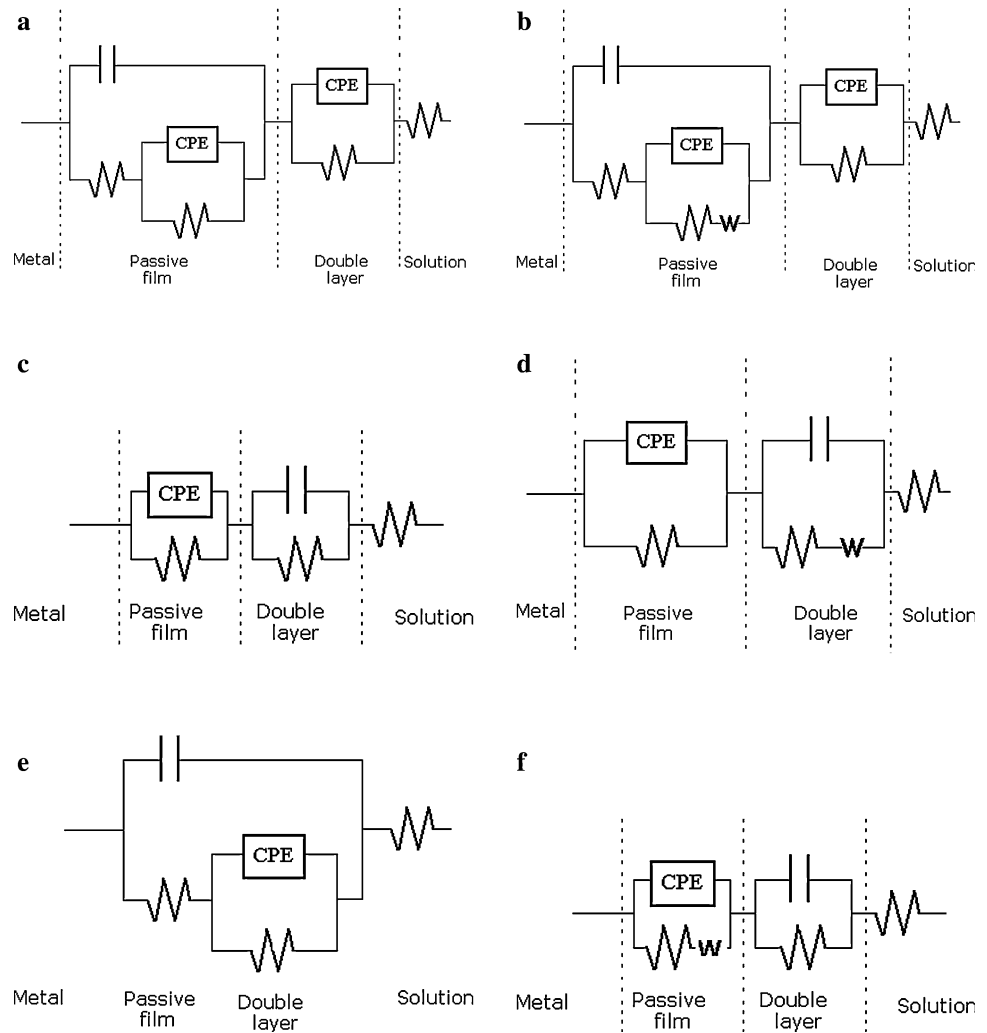 a
CPE
CPE
Metal
Passive
film
Double
layer
Solution
b
CPE
CPE
W
Metal
Passive
film
Double
layer
Solution
c
CPE
Metal
Passive
film
Double
layer
Solution
d
CPE
W
Metal
Passive
film
Double
layer
Solution
e
CPE
Metal
Passive
film
Double
layer
Solution
f
CPE
W
Metal
Passive
film
Double
layer
Solution